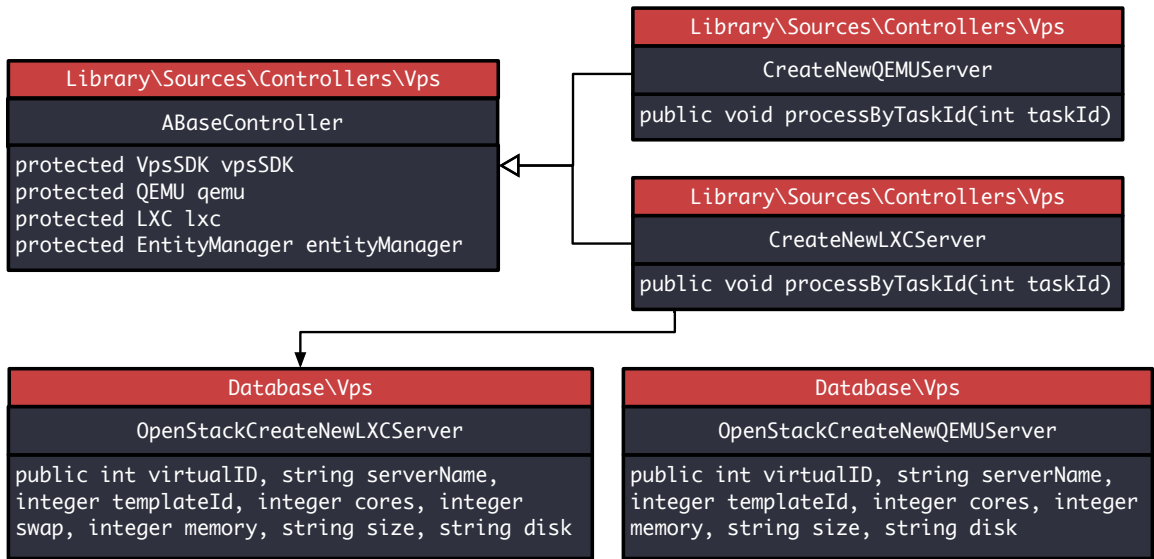 Library\Sources\Controllers\Vps
ABaseController
protected VpsSDK vpsSDK
protected QEMU qemu
protected LXC lxc
protected EntityManager entityManager
Library\Sources\Controllers\Vps
CreateNewQEMUServer
public void processByTaskId(int taskId)
Library\Sources\Controllers\Vps
CreateNewLXCServer
public void processByTaskId(int taskId)
Database\Vps
OpenStackCreateNewLXCServer
public int virtualID, string serverName,
integer templateId, integer cores, integer
swap, integer memory, string size, string disk
Database\Vps
OpenStackCreateNewQEMUServer
public int virtualID, string serverName,
integer templateId, integer cores, integer
memory, string size, string disk